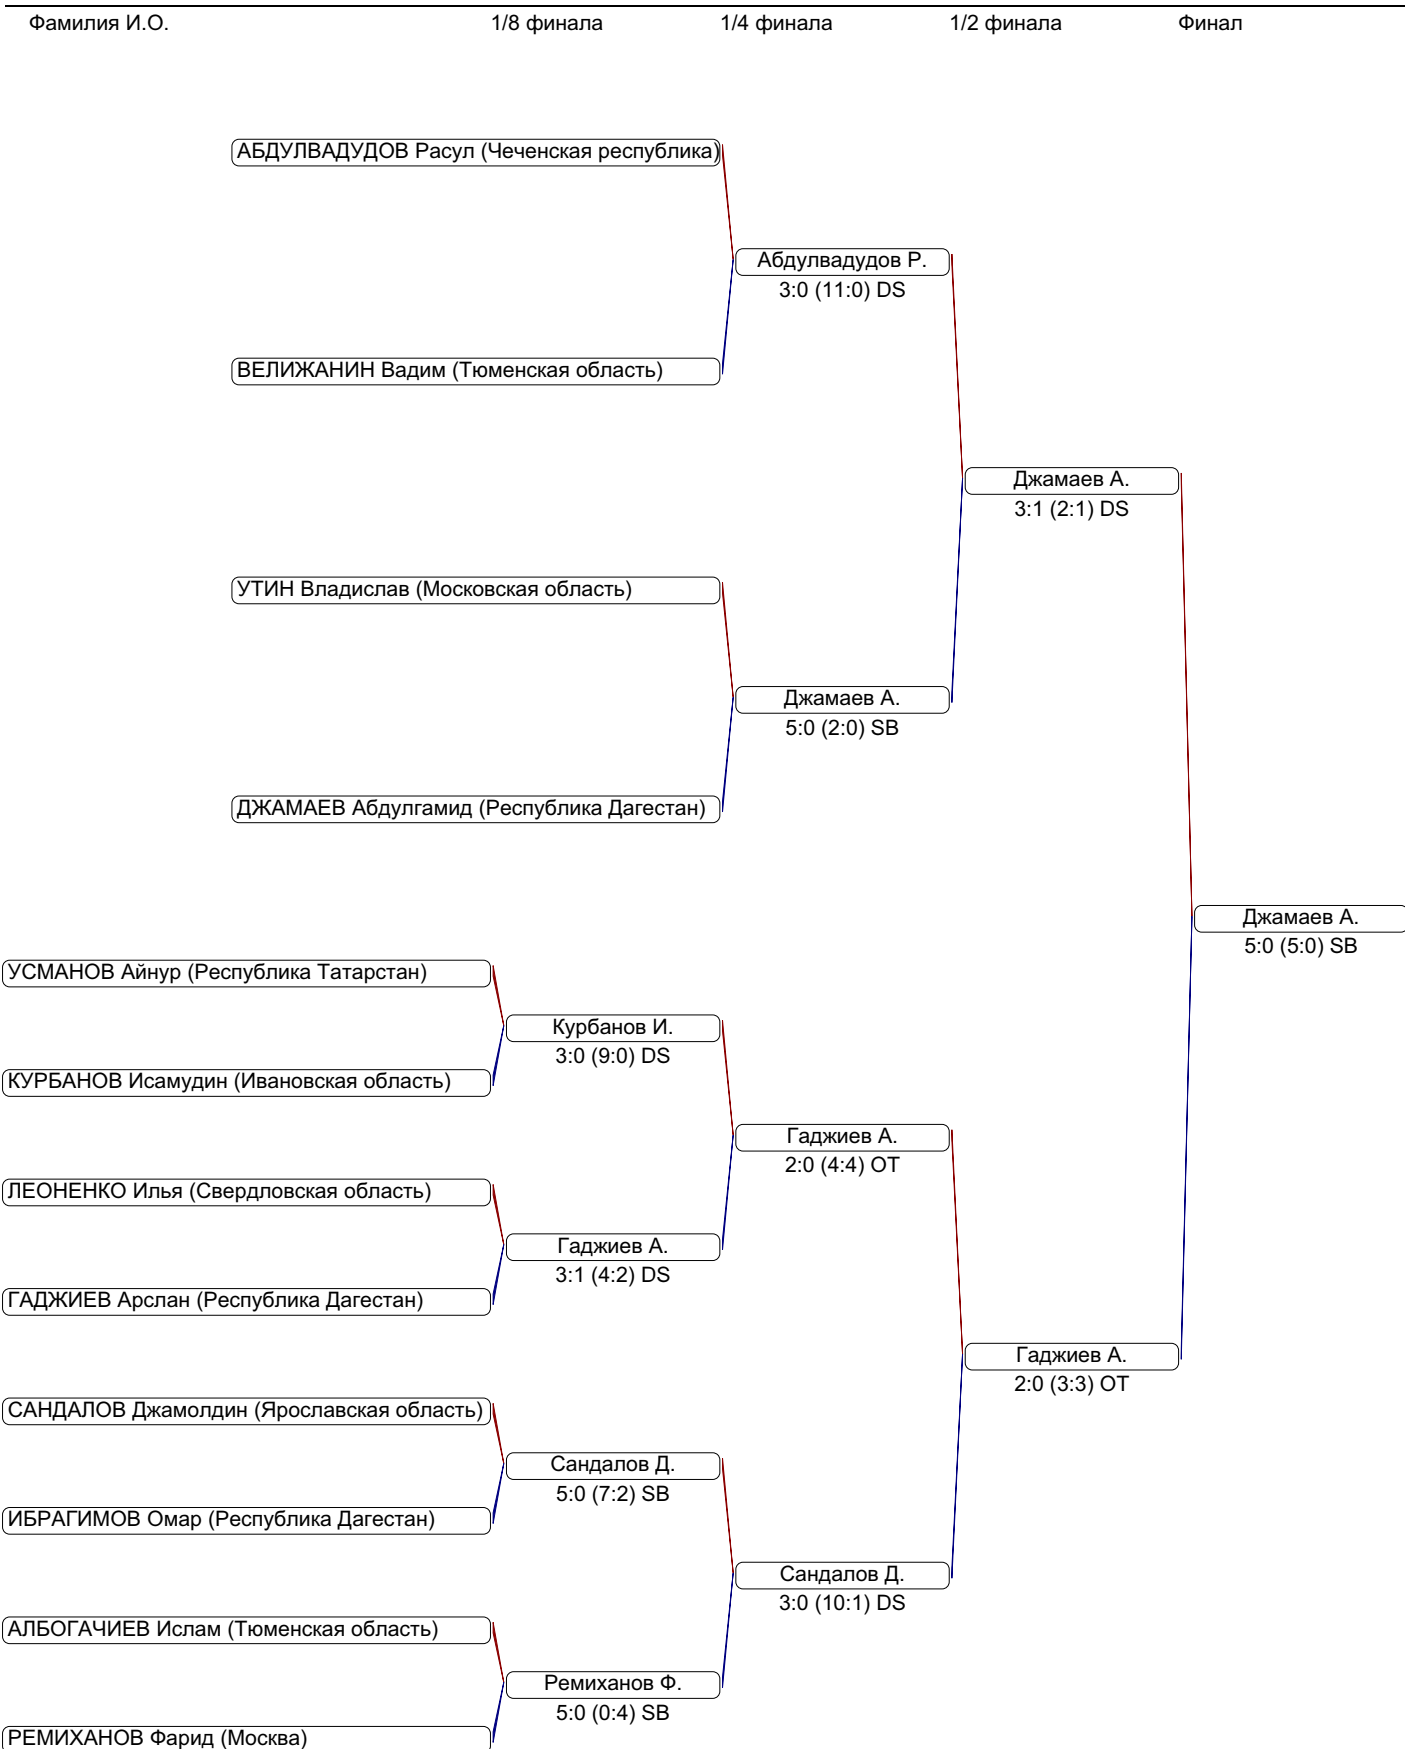 Фамилия И.О. 1/8 финала 1/4 финала 1/2 финала Финал
АБДУЛВАДУДОВ Расул (Чеченская республика)
Абдулвадудов Р.
3:0 (11:0) DS
ВЕЛИЖАНИН Вадим (Тюменская область)
Джамаев А.
3:1 (2:1) DS
УТИН Владислав (Московская область)
Джамаев А.
5:0 (2:0) SB
ДЖАМАЕВ Абдулгамид (Республика Дагестан)
Джамаев А.
5:0 (5:0) SB
УСМАНОВ Айнур (Республика Татарстан)
Курбанов И.
3:0 (9:0) DS
КУРБАНОВ Исамудин (Ивановская область)
Гаджиев А.
2:0 (4:4) OT
ЛЕОНЕНКО Илья (Свердловская область)
Гаджиев А.
3:1 (4:2) DS
ГАДЖИЕВ Арслан (Республика Дагестан)
Гаджиев А.
2:0 (3:3) OT
САНДАЛОВ Джамолдин (Ярославская область)
Сандалов Д.
5:0 (7:2) SB
ИБРАГИМОВ Омар (Республика Дагестан)
Сандалов Д.
3:0 (10:1) DS
АЛБОГАЧИЕВ Ислам (Тюменская область)
Ремиханов Ф.
5:0 (0:4) SB
РЕМИХАНОВ Фарид (Москва)